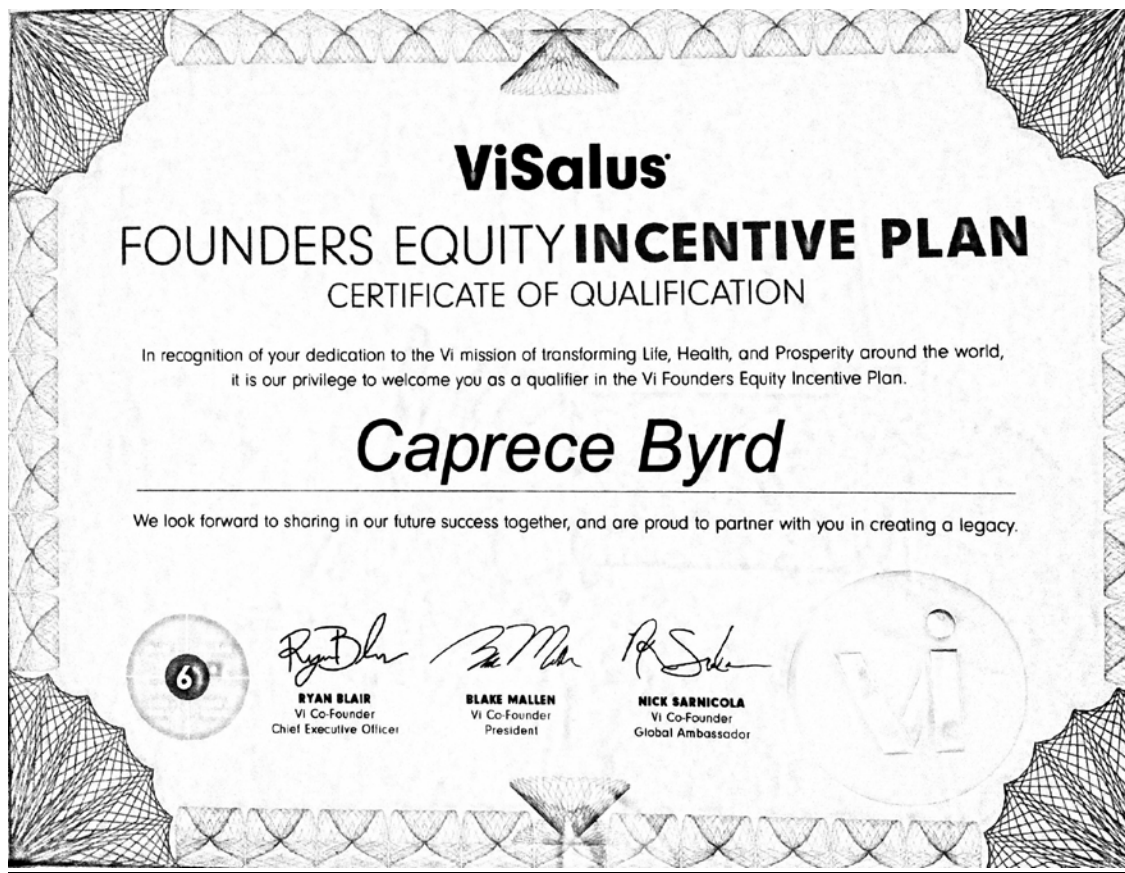 ViSalus
FOUNDERS EQUITY INCENTIVE PLAN
CERTIFICATE OF QUALIFICATION
In recognition of your dedication to the Vi mission of transforming Life, Health, and Prosperity around the world,
it is our privilege to welcome you as a qualifier in the Vi Founders Equity Incentive Plan.
Caprece Byrd
We look forward to sharing in our future success together, and are proud to partner with you in creating a legacy.
6
RYAN BLAIR
Vi Co-Founder
Chief Executive Officer
BLAKE MALLEN
Vi Co-Founder
President
NICK SARNICOLA
Vi Co-Founder
Global Ambassador
Vi